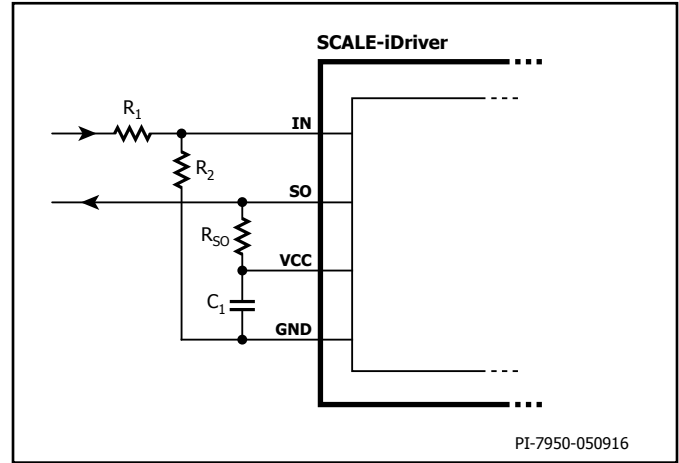 SCALE-iDriver
R1
IN
R2
SO
RSO
VCC
C1
GND
PI-7950-050916